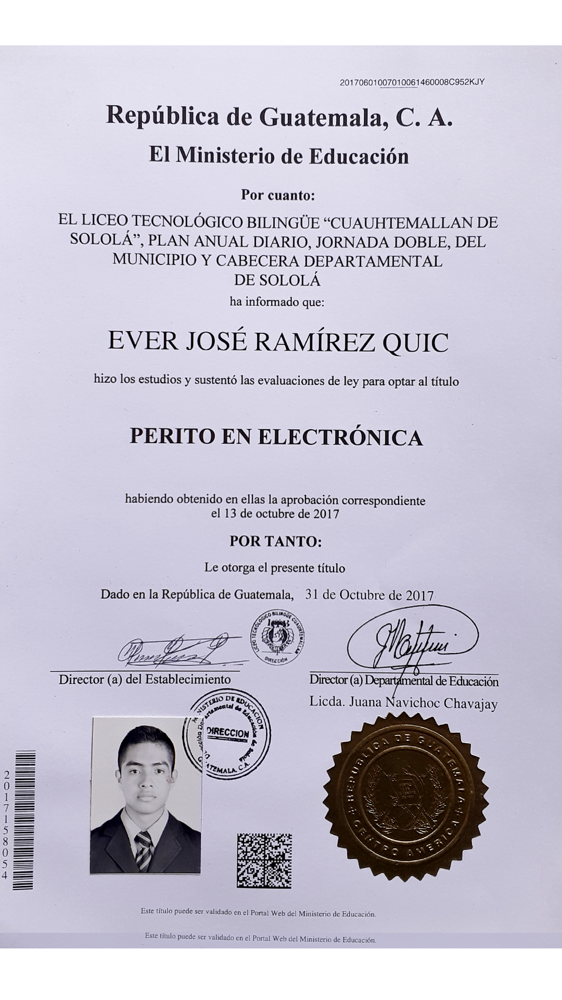 20170601007010061460008C952KJY
República de Guatemala, C. A.
El Ministerio de Educación
Por cuanto:
EL LICEO TECNOLÓGICO BILINGÜE “CUAUHTEMALLAN DE
SOLOLÁ”, PLAN ANUAL DIARIO, JORNADA DOBLE, DEL
MUNICIPIO Y CABECERA DEPARTAMENTAL
DE SOLOLÁ
ha informado que:
EVER JOSÉ RAMÍREZ QUIC
hizo los estudios y sustentó las evaluaciones de ley para optar al título
PERITO EN ELECTRÓNICA
habiendo obtenido en ellas la aprobación correspondiente
el 13 de octubre de 2017
POR TANTO:
Le otorga el presente título
Dado en la República de Guatemala, 31 de Octubre de 2017
LICEO TECNOLOGICO BILINGÜE CUAUHTEMALLAN
DIRECCIÓN
Director (a) del Establecimiento
Director (a) Departamental de Educación
Licda. Juana Navichoc Chavajay
MINISTERIO DE EDUCACION
Departamental de Educación de Sololá
DIRECCION
GUATEMALA, C.A.
REPUBLICA DE GUATEMALA
CENTRO AMERICA
2017158054
Este título puede ser validado en el Portal Web del Ministerio de Educación.
Este título puede ser validado en el Portal Web del Ministerio de Educación.